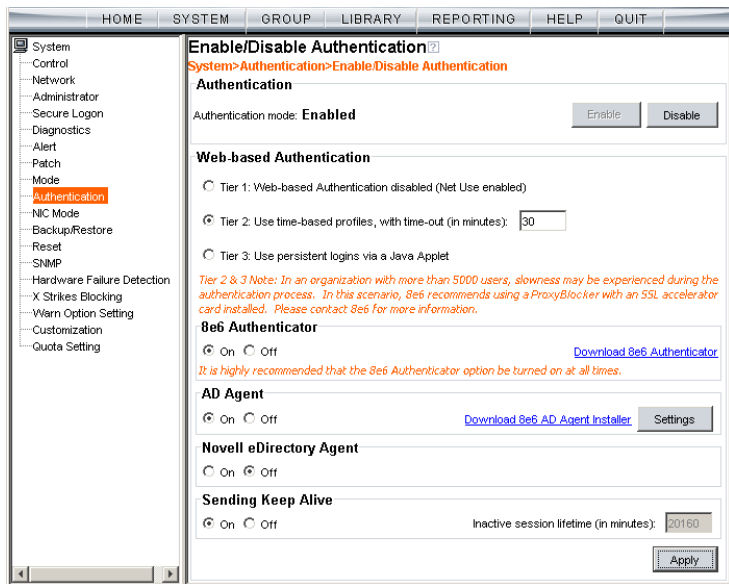 HOME SYSTEM GROUP LIBRARY REPORTING HELP QUIT
System
Control
Network
Administrator
Secure Logon
Diagnostics
Alert
Patch
Mode
Authentication
NIC Mode
Backup/Restore
Reset
SNMP
Hardware Failure Detection
X Strikes Blocking
Warn Option Setting
Customization
Quota Setting
Enable/Disable Authentication ?
System>Authentication>Enable/Disable Authentication
Authentication
Authentication mode: Enabled Enable Disable
Web-based Authentication
Tier 1: Web-based Authentication disabled (Net Use enabled)
Tier 2: Use time-based profiles, with time-out (in minutes): 30
Tier 3: Use persistent logins via a Java Applet
Tier 2 & 3 Note: In an organization with more than 5000 users, slowness may be experienced during the
authentication process. In this scenario, 8e6 recommends using a ProxyBlocker with an SSL accelerator
card installed. Please contact 8e6 for more information.
8e6 Authenticator
On Off Download 8e6 Authenticator
It is highly recommended that the 8e6 Authenticator option be turned on at all times.
AD Agent
On Off Download 8e6 AD Agent Installer Settings
Novell eDirectory Agent
On Off
Sending Keep Alive
On Off Inactive session lifetime (in minutes): 20160
Apply